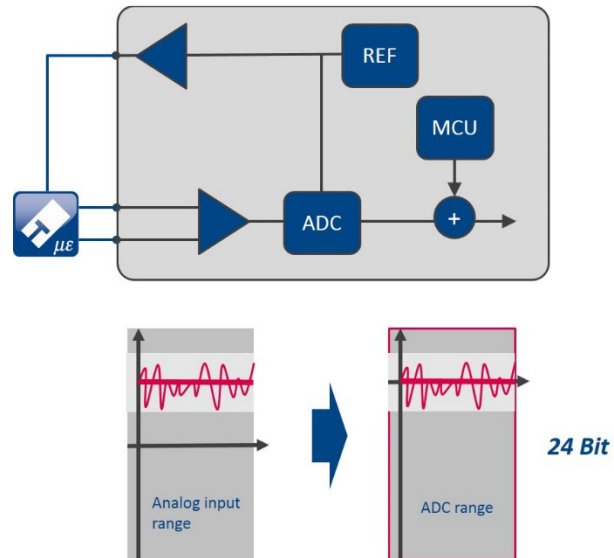 REF
MCU
+
ADC
με
24 Bit
Analog input
range
ADC range